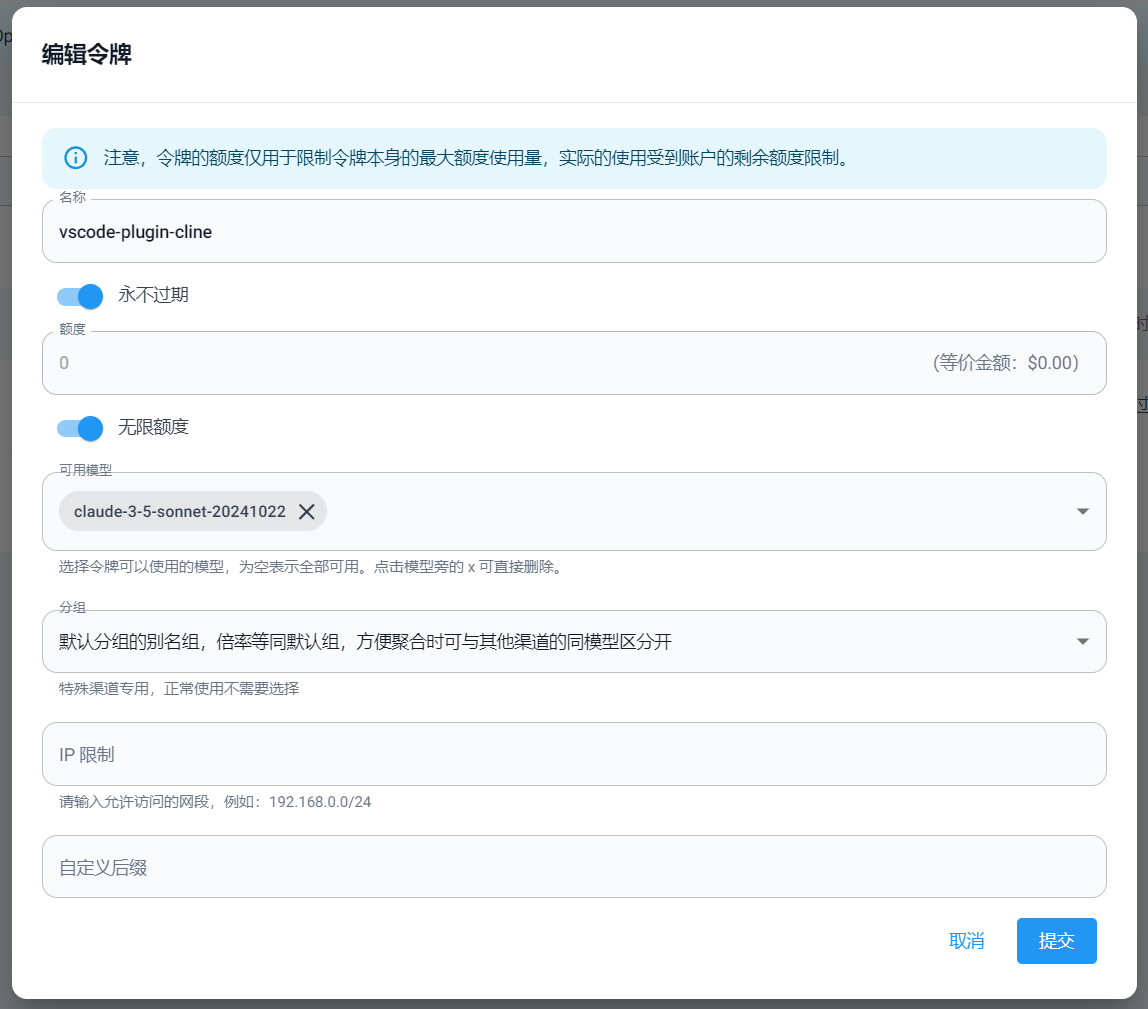 编辑令牌
注意，令牌的额度仅用于限制令牌本身的最大额度使用量，实际的使用受到账户的剩余额度限制。
名称
vscode-plugin-cline
永不过期
额度
0
(等价金额：$0.00)
无限额度
可用模型
claude-3-5-sonnet-20241022
选择令牌可以使用的模型，为空表示全部可用。点击模型旁的 x 可直接删除。
分组
默认分组的别名组，倍率等同默认组，方便聚合时可与其他渠道的同模型区分开
特殊渠道专用，正常使用不需要选择
IP 限制
请输入允许访问的网段，例如：192.168.0.0/24
自定义后缀
取消
提交